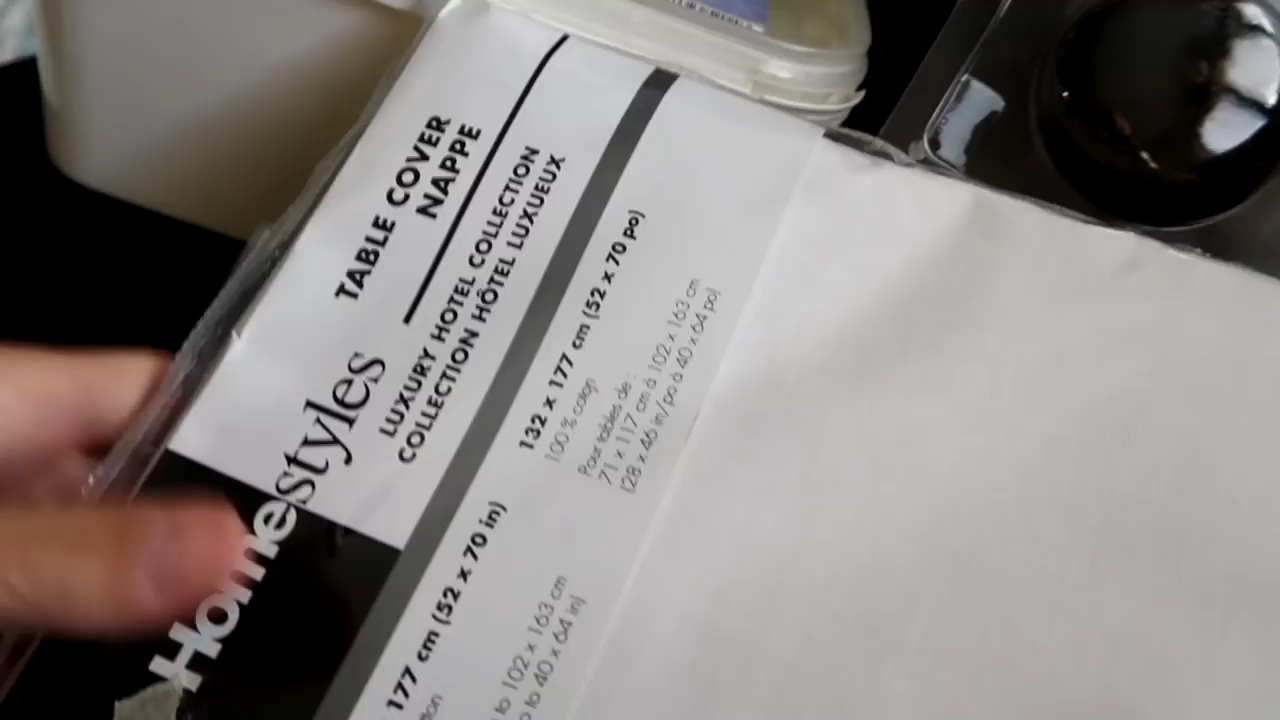 Homestyles
TABLE COVER
NAPPE
LUXURY HOTEL COLLECTION
COLLECTION HÔTEL LUXUEUX
177 cm (52 x 70 in)
to 102 x 163 cm
to 40 x 64 in)
132 x 177 cm (52 x 70 po)
100 % coton
Pour tables de :
71 x 117 cm à 102 x 163 cm
(28 x 46 in/po à 40 x 64 po)